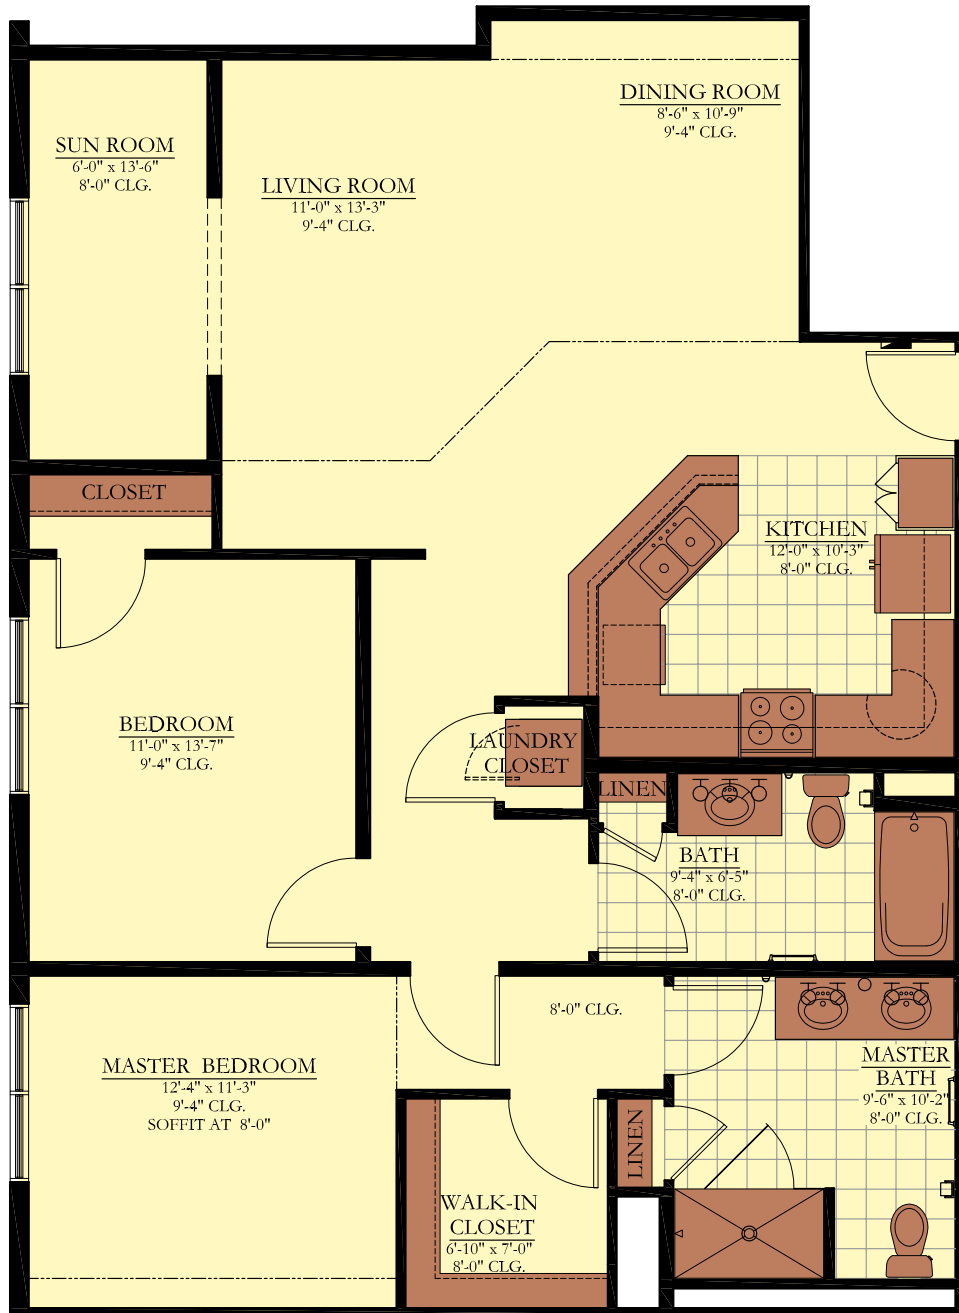 DINING ROOM
8'-6" x 10'-9"
9'-4" CLG.
SUN ROOM
6'-0" x 13'-6"
8'-0" CLG.
LIVING ROOM
11'-0" x 13'-3"
9'-4" CLG.
CLOSET
KITCHEN
12'-0" x 10'-3"
8'-0" CLG.
BEDROOM
11'-0" x 13'-7"
9'-4" CLG.
LAUNDRY
CLOSET
LINEN
BATH
9'-4" x 6'-5"
8'-0" CLG.
8'-0" CLG.
MASTER BEDROOM
12'-4" x 11'-3"
9'-4" CLG.
SOFFIT AT 8'-0"
MASTER
BATH
9'-6" x 10'-2"
8'-0" CLG.
LINEN
WALK-IN
CLOSET
6'-10" x 7'-0"
8'-0" CLG.